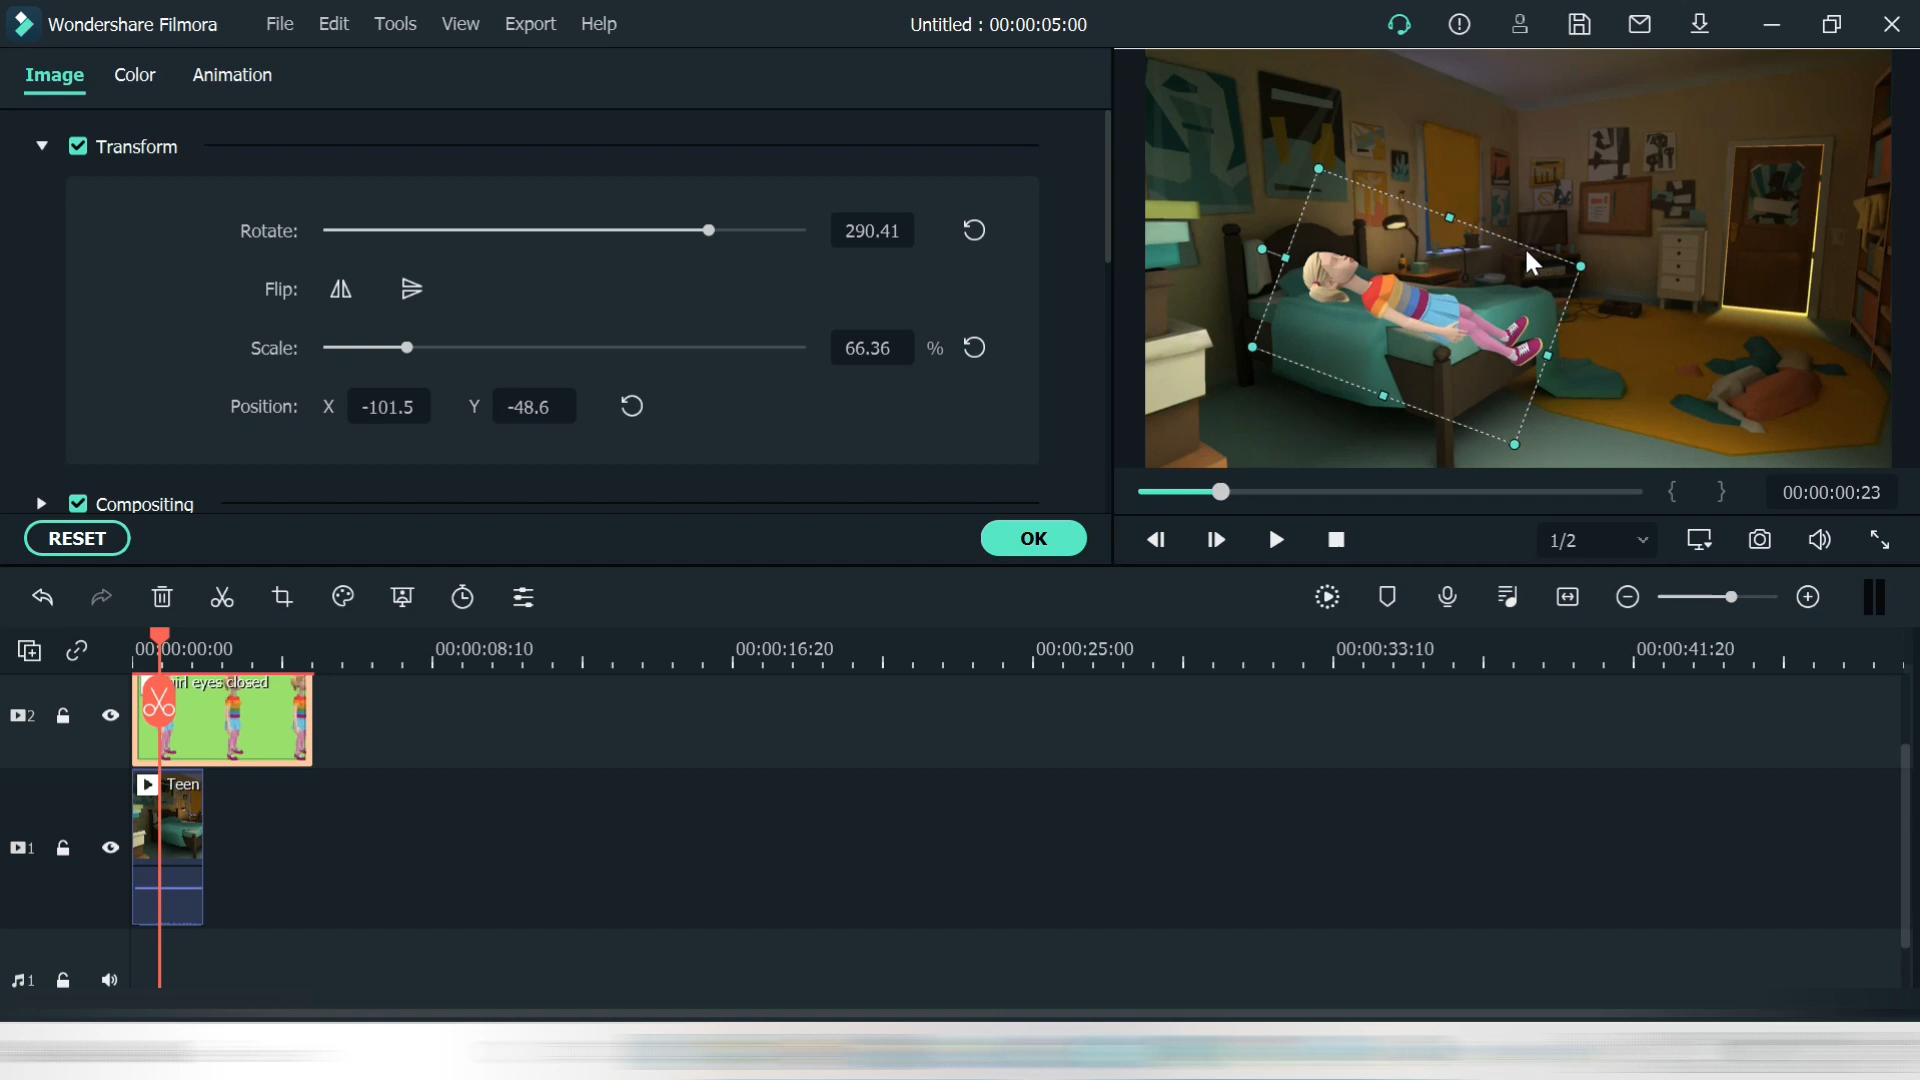 Wondershare Filmora File Edit Tools View Export Help Untitled : 00:00:05:00
Image Color Animation
Transform
Rotate: 290.41
Flip:
Scale: 66.36 %
Position: X -101.5 Y -48.6
Compositing
RESET OK
{ } 00:00:00:23
1/2
00:00:00:00 00:00:08:10 00:00:16:20 00:00:25:00 00:00:33:10 00:00:41:20
girl eyes closed
2
Teen
1
1